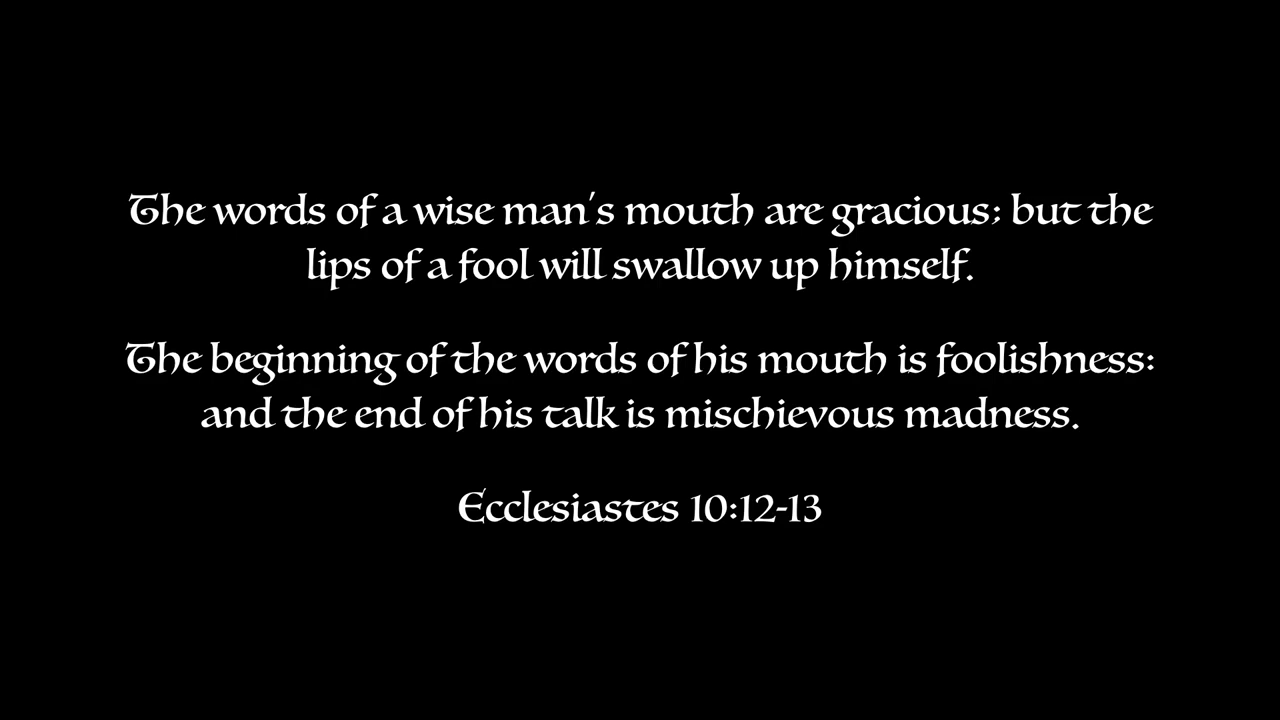 The words of a wise man's mouth are gracious; but the
lips of a fool will swallow up himself.
The beginning of the words of his mouth is foolishness:
and the end of his talk is mischievous madness.
Ecclesiastes 10:12-13